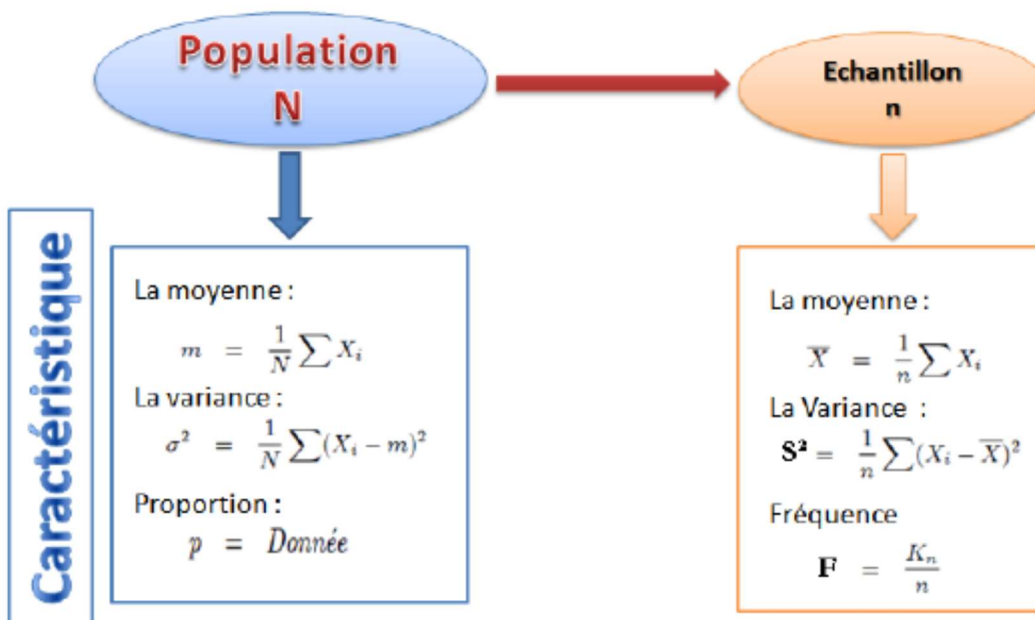 Population
N
Echantillon
n
Caractéristique
La moyenne :
m = 1/N ∑ X_i
La variance :
σ² = 1/N ∑(X_i − m)²
Proportion :
p = Donnée
La moyenne :
X̄ = 1/n ∑ X_i
La Variance :
S² = 1/n ∑(X_i − X̄)²
Fréquence
F = K_n/n